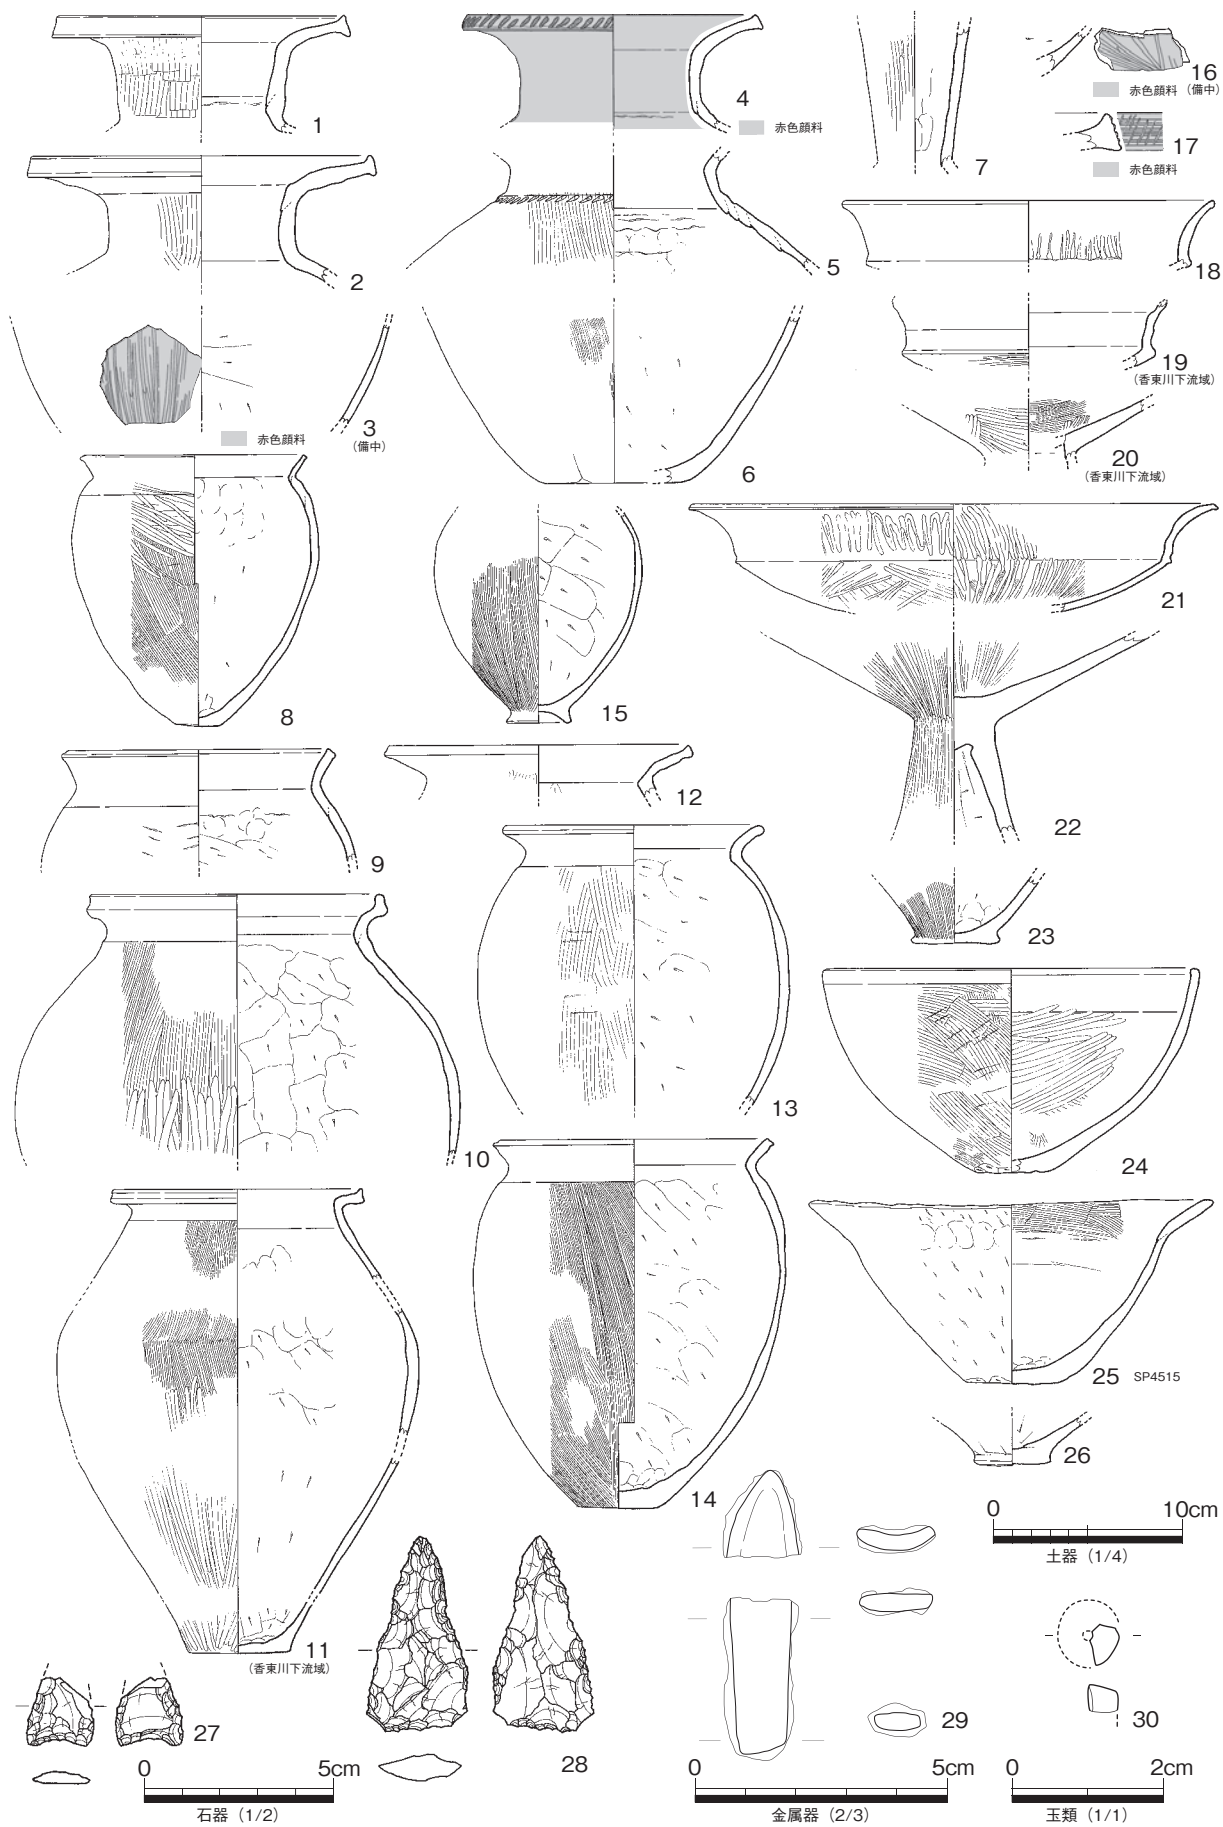 1
2
3
(備中)
赤色顔料
4
赤色顔料
5
6
7
16
(備中)
赤色顔料
17
赤色顔料
18
19
(香東川下流域)
20
(香東川下流域)
8
15
21
9
12
22
23
10
13
24
11
(香東川下流域)
14
25 SP4515
26
27
28
29
30
0 10cm
土器(1/4)
0 5cm
石器(1/2)
0 5cm
金属器(2/3)
0 2cm
玉類(1/1)